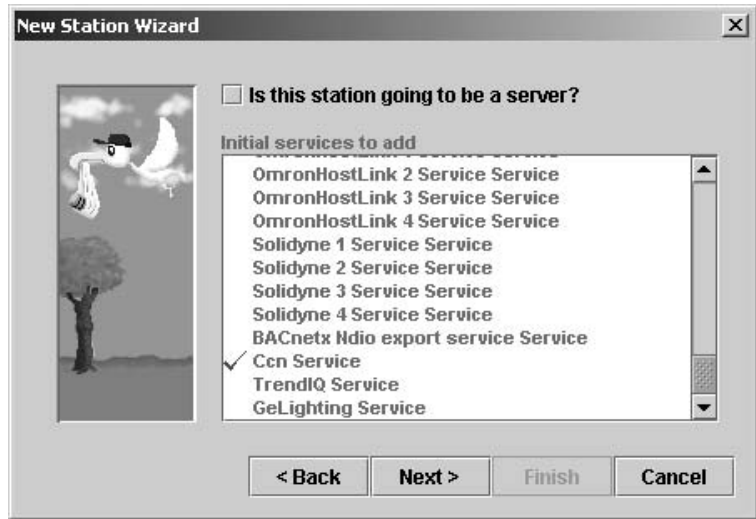 New Station Wizard
Is this station going to be a server?
Initial services to add
OmronHostLink 2 Service Service
OmronHostLink 3 Service Service
OmronHostLink 4 Service Service
Solidyne 1 Service Service
Solidyne 2 Service Service
Solidyne 3 Service Service
Solidyne 4 Service Service
BACnetx Ndio export service Service
Ccn Service
TrendIQ Service
GeLighting Service
< Back Next > Finish Cancel